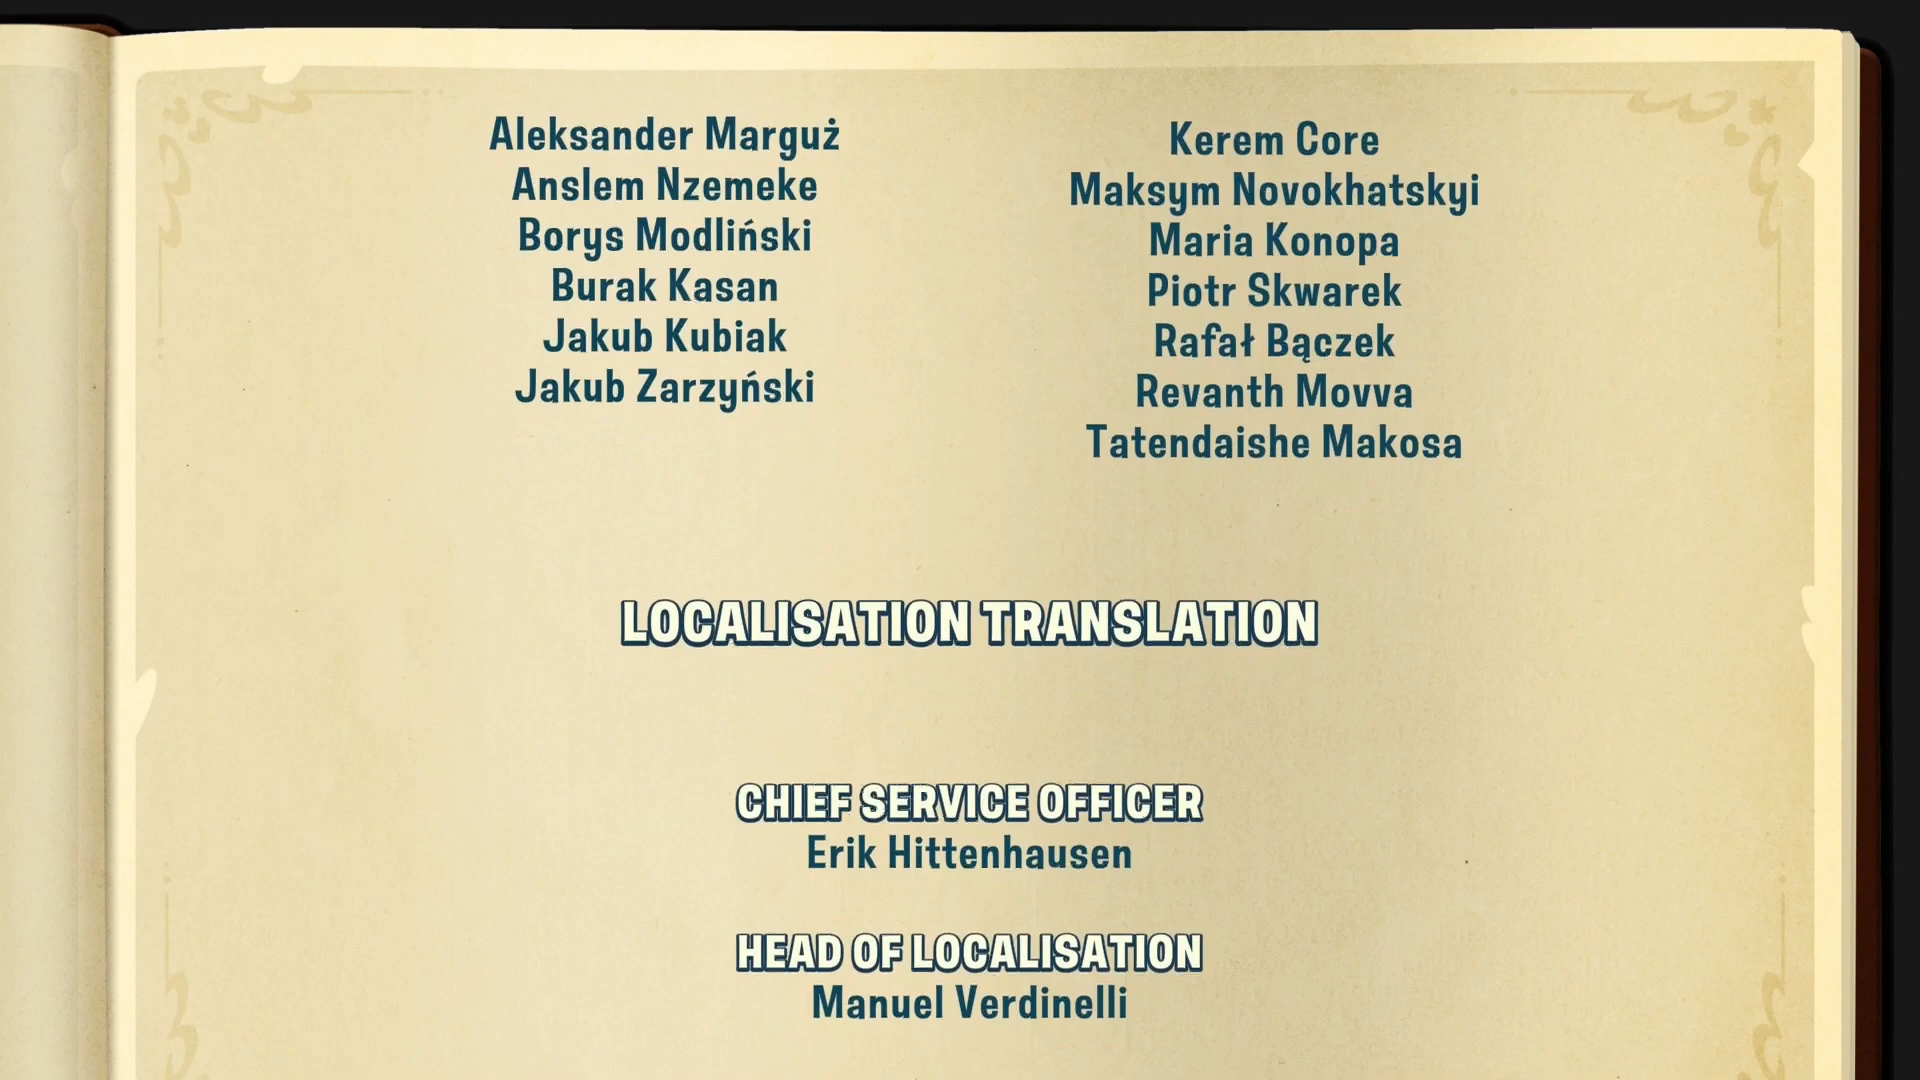 Aleksander Marguż
Anslem Nzemeke
Borys Modliński
Burak Kasan
Jakub Kubiak
Jakub Zarzyński
Kerem Core
Maksym Novokhatskyi
Maria Konopa
Piotr Skwarek
Rafał Bączek
Revanth Movva
Tatendaishe Makosa
LOCALISATION TRANSLATION
CHIEF SERVICE OFFICER
Erik Hittenhausen
HEAD OF LOCALISATION
Manuel Verdinelli